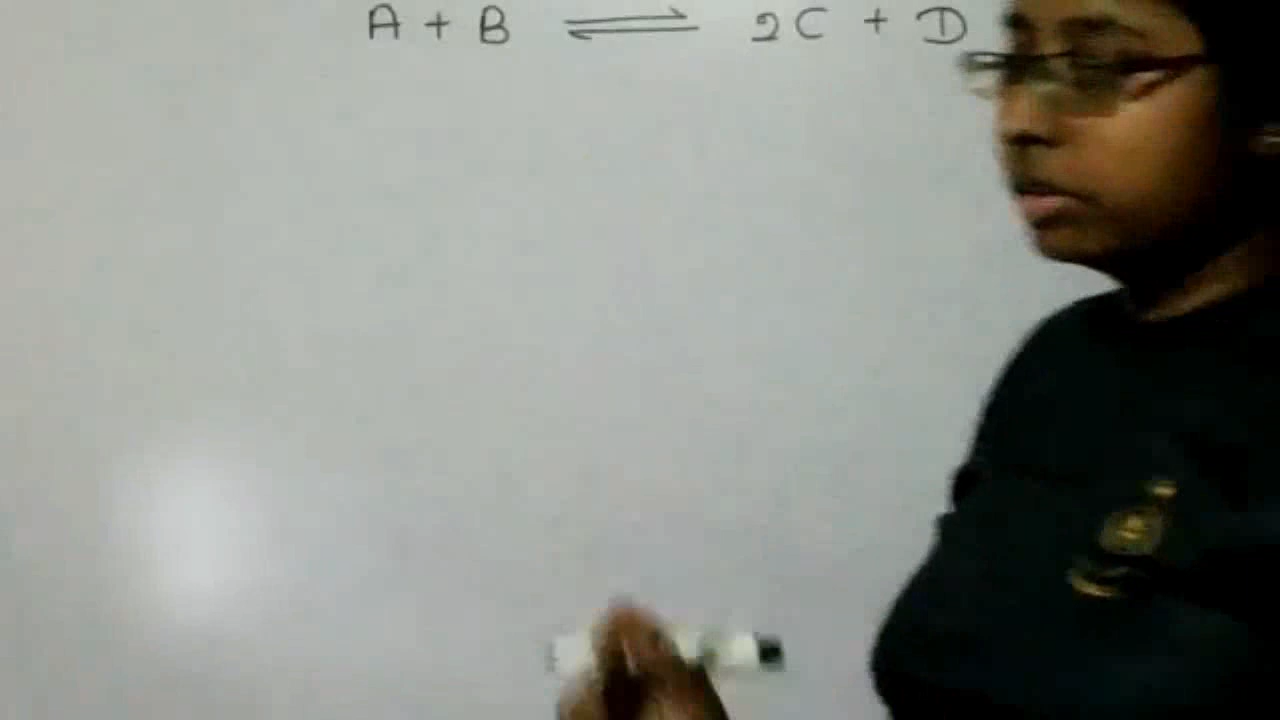 A + B ⇌ 2C + D